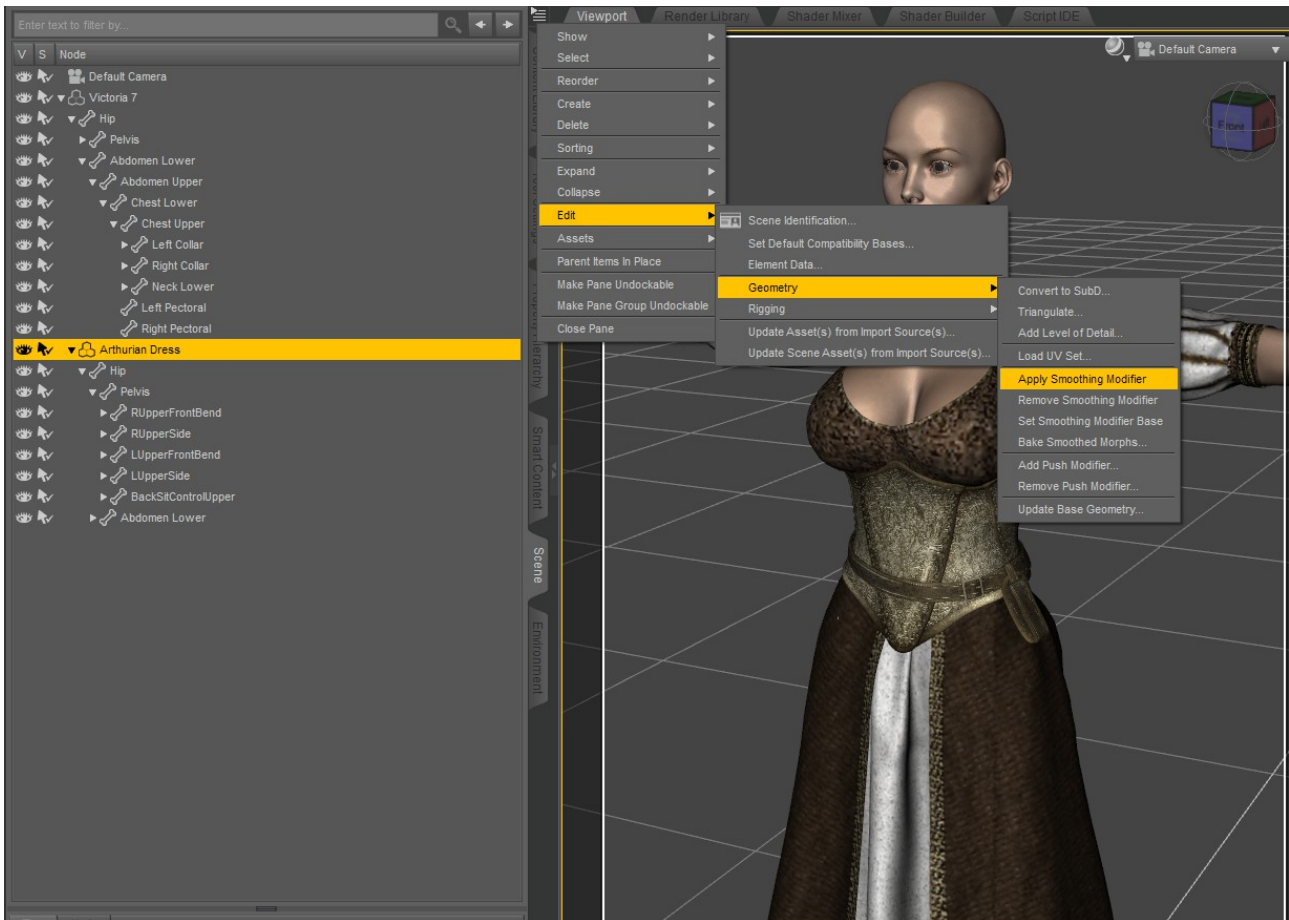 Enter text to filter by...
V S Node
Default Camera
Victoria 7
Hip
Pelvis
Abdomen Lower
Abdomen Upper
Chest Lower
Chest Upper
Left Collar
Right Collar
Neck Lower
Left Pectoral
Right Pectoral
Arthurian Dress
Hip
Pelvis
RUpperFrontBend
RUpperSide
LUpperFrontBend
LUpperSide
BackSitControlUpper
Abdomen Lower
Smart Content
Scene
Environment
Viewport Render Library Shader Mixer Shader Builder Script IDE
Default Camera
Front
Show
Select
Reorder
Create
Delete
Sorting
Expand
Collapse
Edit
Assets
Parent Items In Place
Make Pane Undockable
Make Pane Group Undockable
Close Pane
Scene Identification...
Set Default Compatibility Bases...
Element Data...
Geometry
Rigging
Update Asset(s) from Import Source(s)...
Update Scene Asset(s) from Import Source(s)...
Convert to SubD...
Triangulate...
Add Level of Detail...
Load UV Set...
Apply Smoothing Modifier
Remove Smoothing Modifier
Set Smoothing Modifier Base
Bake Smoothed Morphs...
Add Push Modifier...
Remove Push Modifier...
Update Base Geometry...